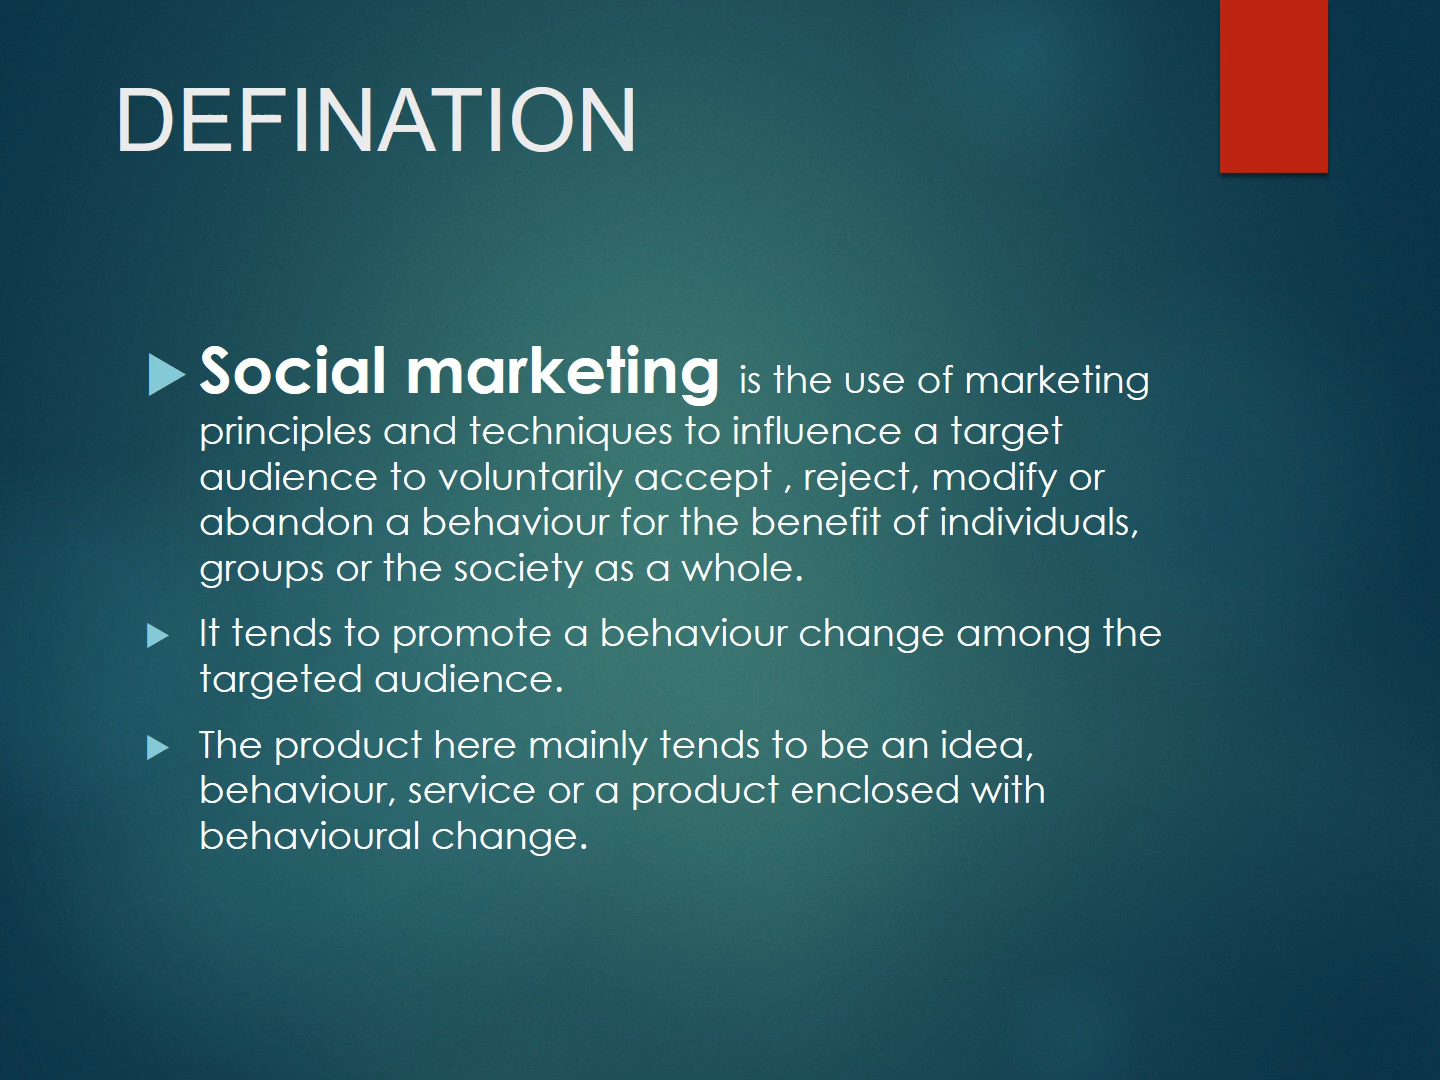 DEFINATION
Social marketing is the use of marketing
principles and techniques to influence a target
audience to voluntarily accept , reject, modify or
abandon a behaviour for the benefit of individuals,
groups or the society as a whole.
It tends to promote a behaviour change among the
targeted audience.
The product here mainly tends to be an idea,
behaviour, service or a product enclosed with
behavioural change.